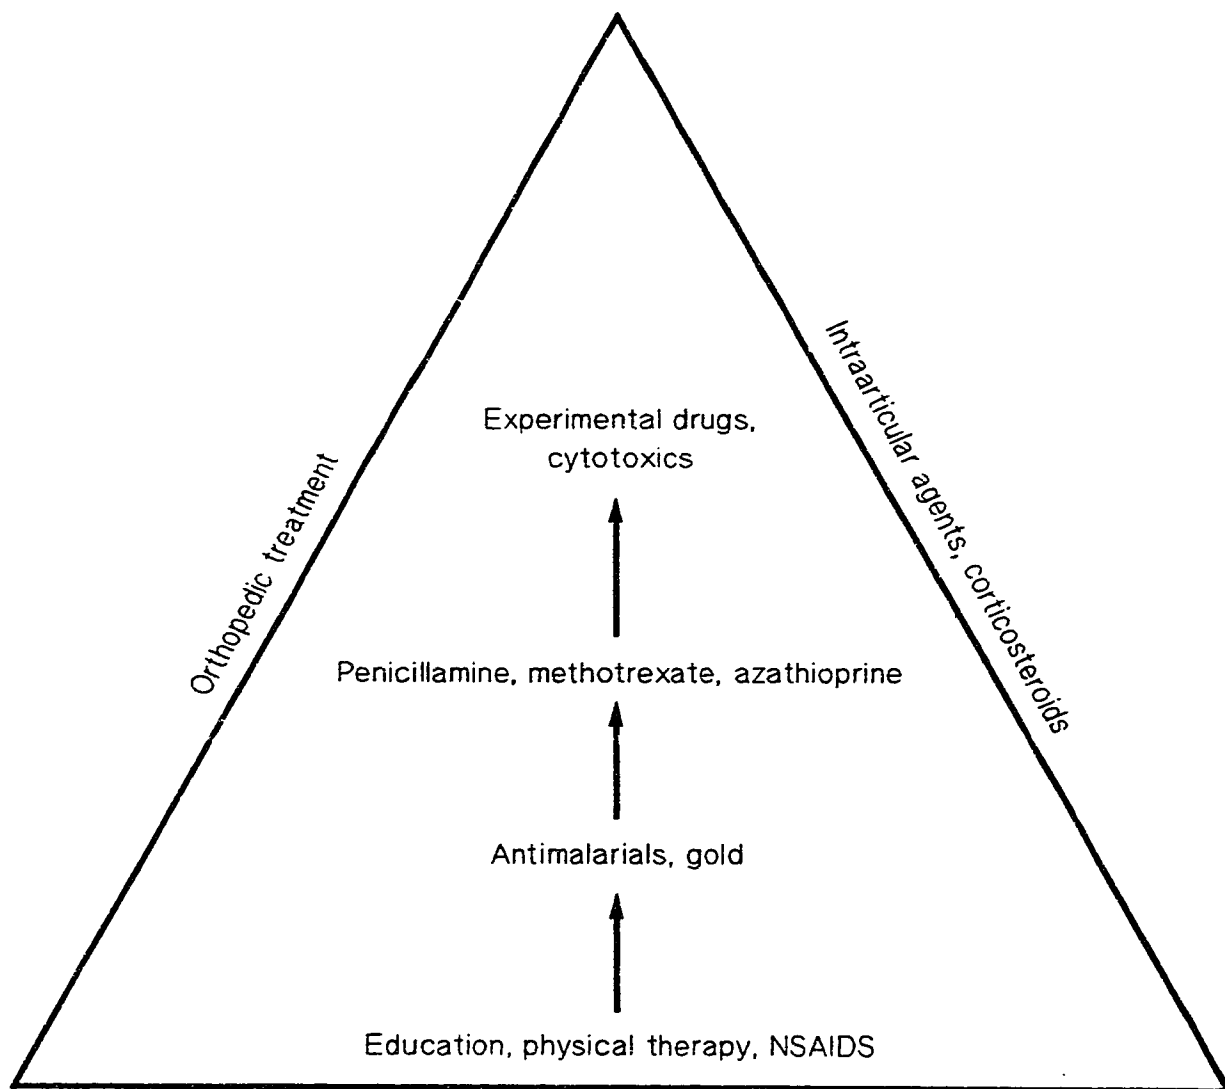 Experimental drugs,
cytotoxics
Orthopedic treatment
Intraarticular agents, corticosteroids
Penicillamine, methotrexate, azathioprine
Antimalarials, gold
Education, physical therapy, NSAIDS